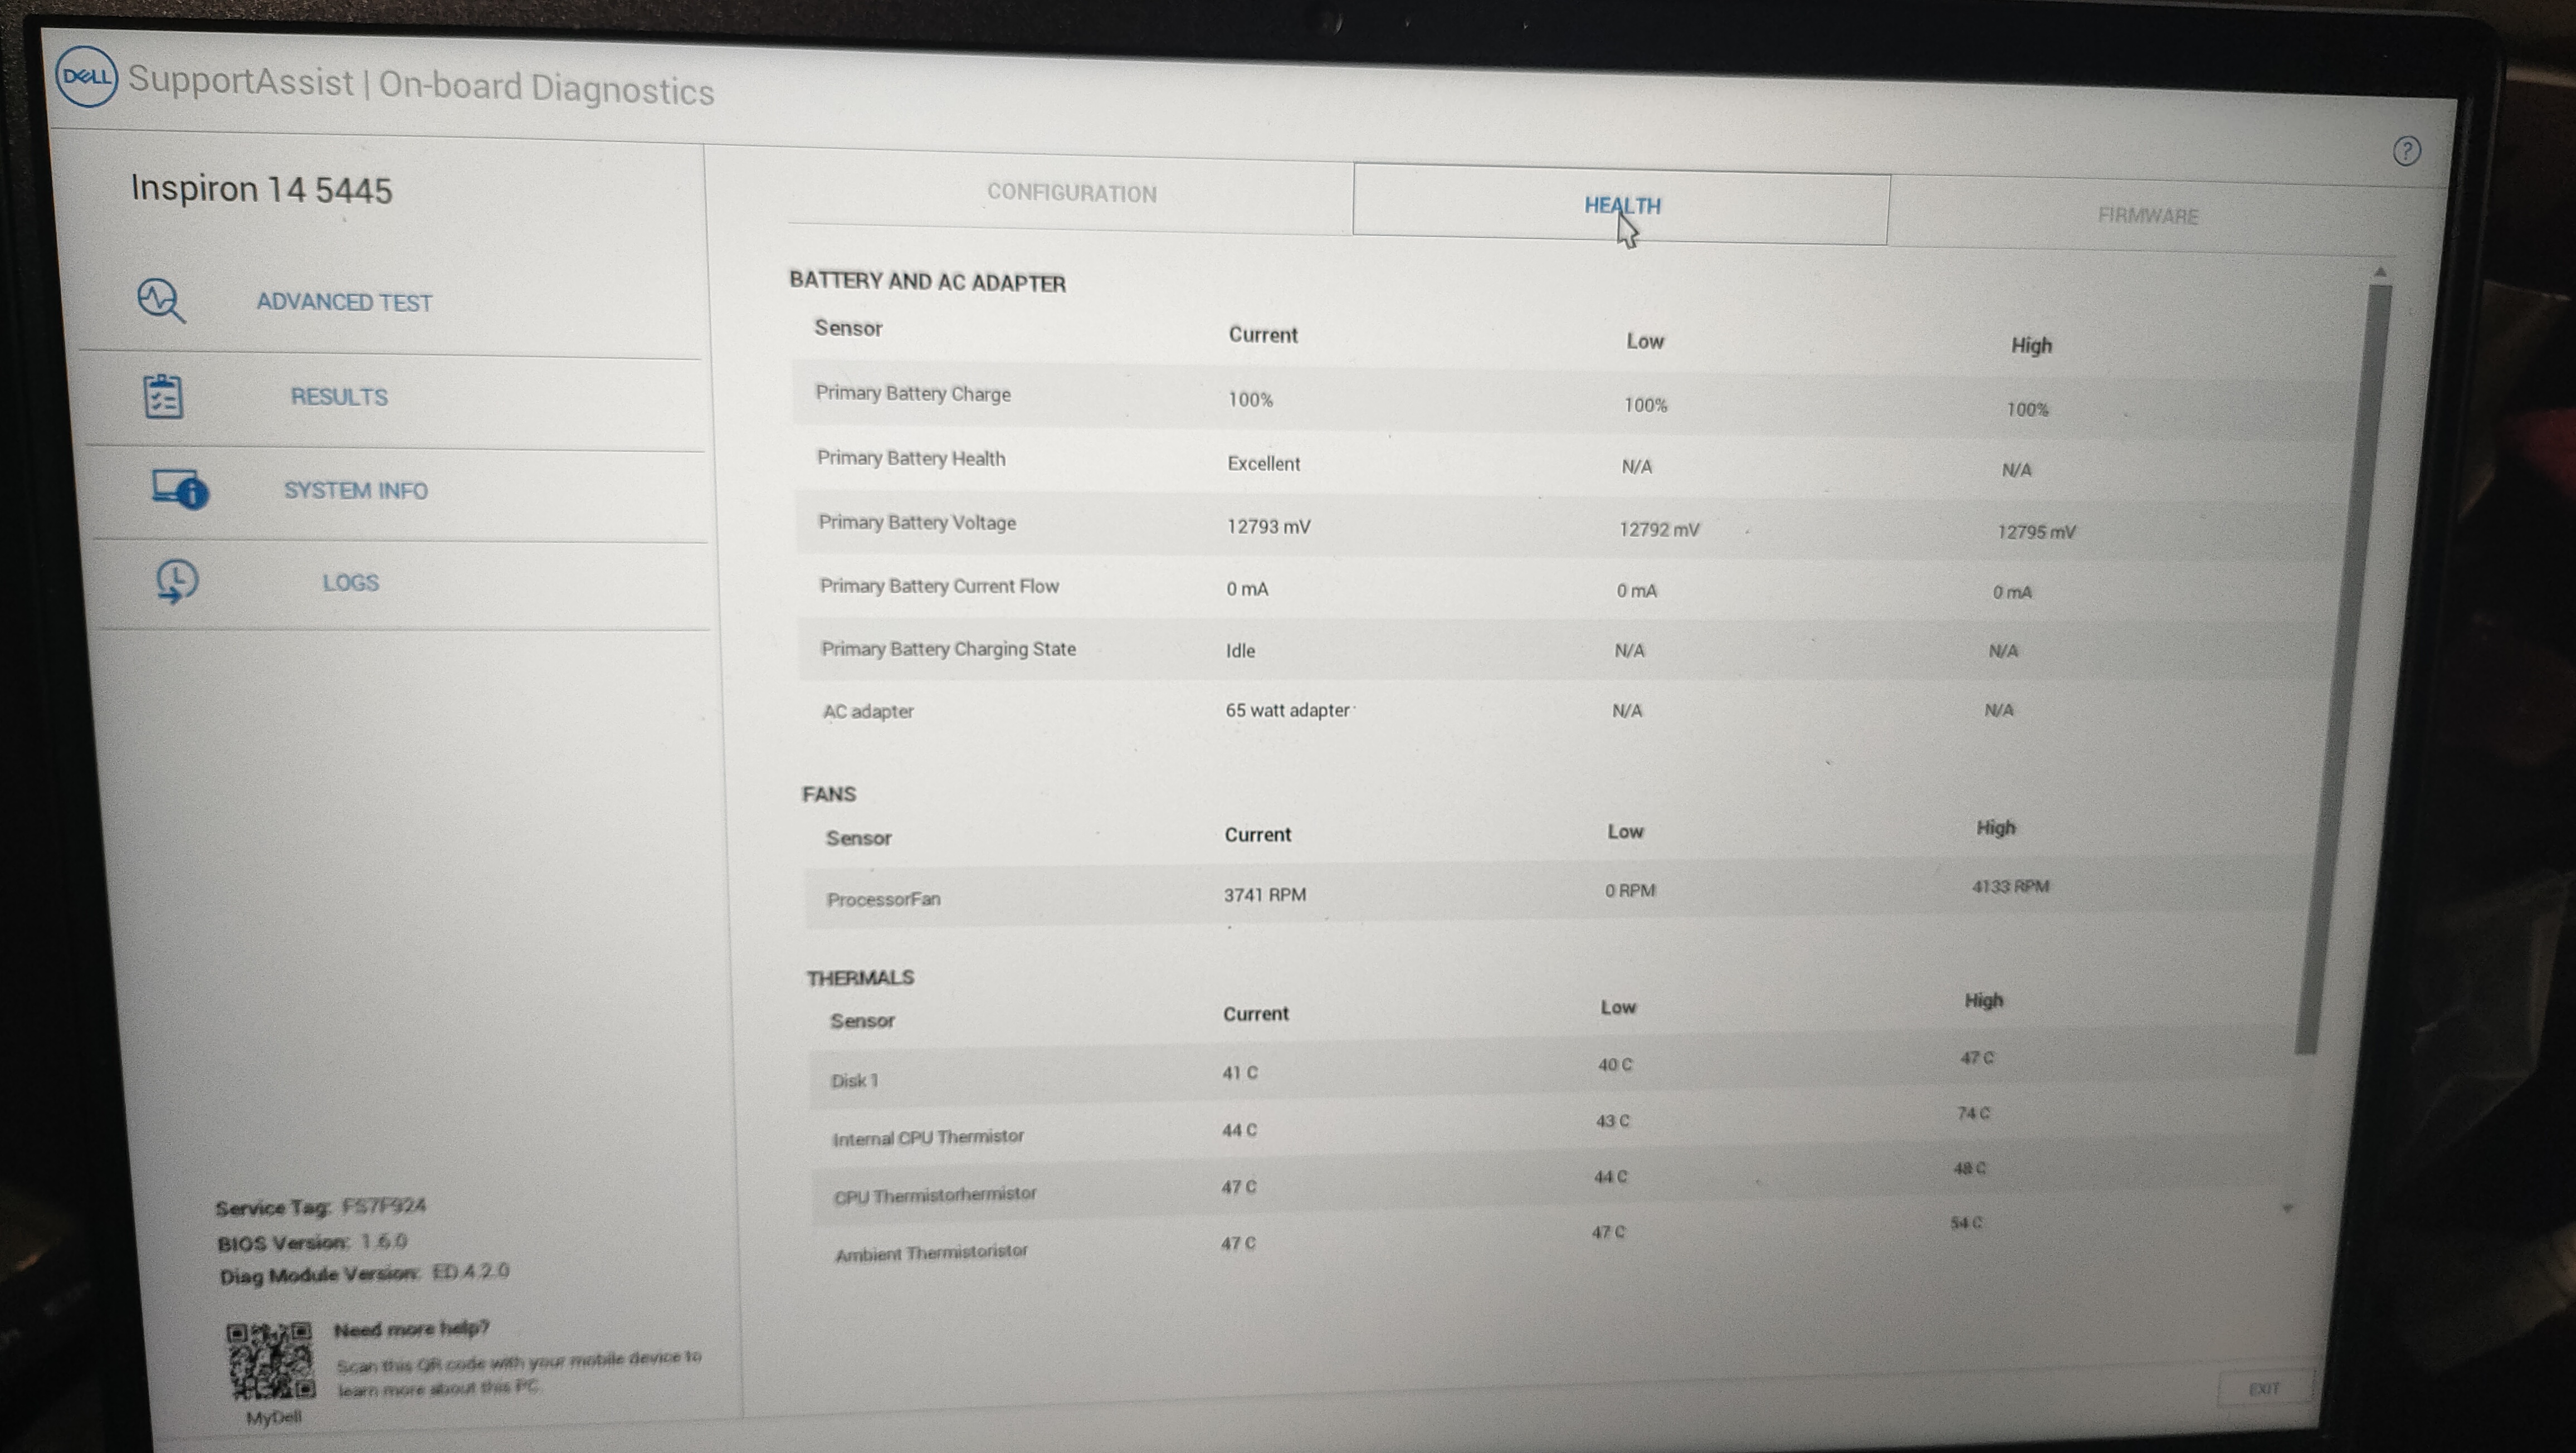 DELL SupportAssist | On-board Diagnostics
?
Inspiron 14 5445
ADVANCED TEST
RESULTS
SYSTEM INFO
LOGS
CONFIGURATION HEALTH FIRMWARE
BATTERY AND AC ADAPTER
Sensor Current Low High
Primary Battery Charge 100% 100% 100%
Primary Battery Health Excellent N/A N/A
Primary Battery Voltage 12793 mV 12792 mV 12795 mV
Primary Battery Current Flow 0 mA 0 mA 0 mA
Primary Battery Charging State Idle N/A N/A
AC adapter 65 watt adapter N/A N/A
FANS
Sensor Current Low High
ProcessorFan 3741 RPM 0 RPM 4133 RPM
THERMALS
Sensor Current Low High
Disk 1 41 C 40 C 47 C
Internal CPU Thermistor 44 C 43 C 74 C
CPU Thermistorhermistor 47 C 44 C 48 C
Ambient Thermistoristor 47 C 47 C 54 C
Service Tag: FS7F924
BIOS Version: 1.6.0
Diag Module Version: ED.4.2.0
Need more help?
Scan this QR code with your mobile device to
learn more about this PC.
MyDell
EXIT